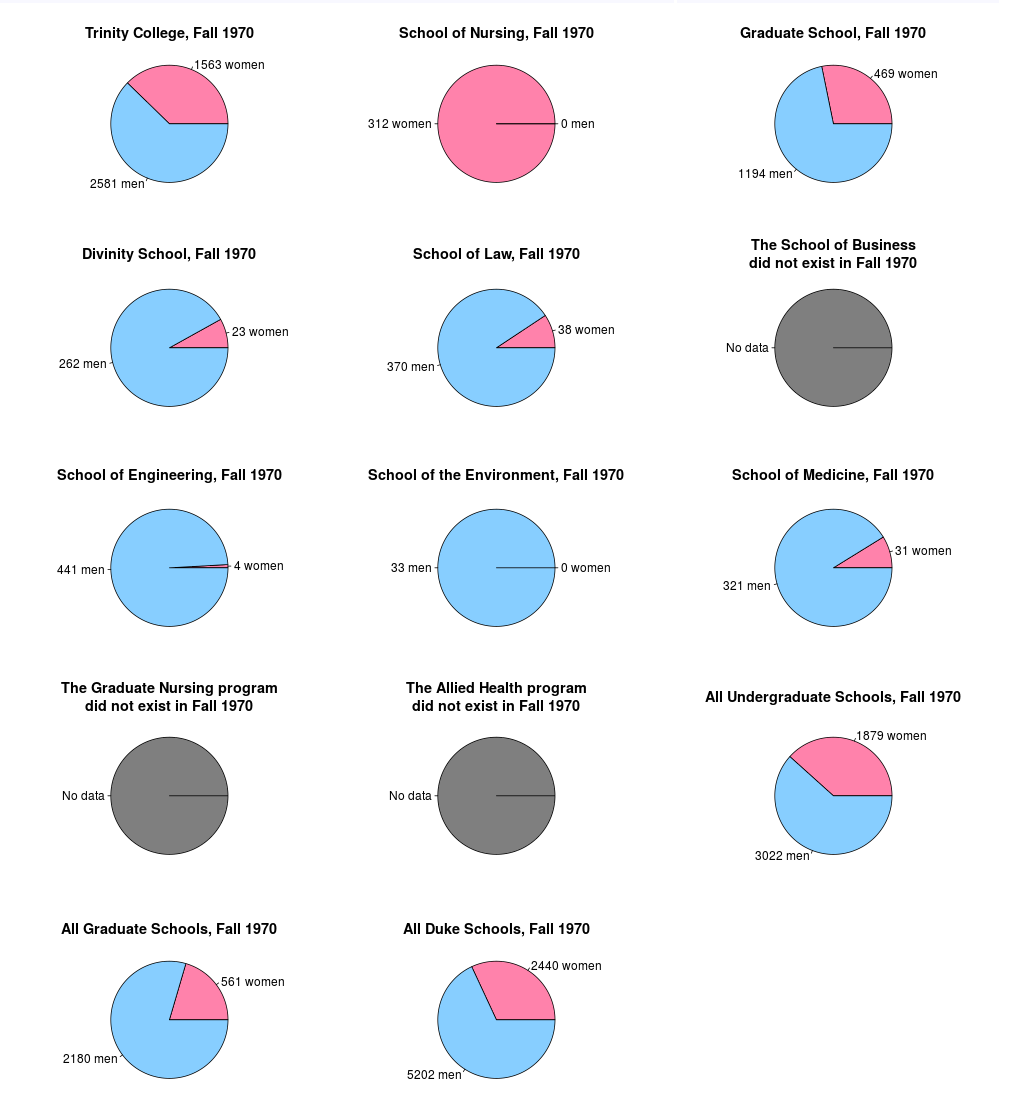 Trinity College, Fall 1970
1563 women
2581 men
School of Nursing, Fall 1970
312 women
0 men
Graduate School, Fall 1970
469 women
1194 men
Divinity School, Fall 1970
23 women
262 men
School of Law, Fall 1970
38 women
370 men
The School of Business
did not exist in Fall 1970
No data
School of Engineering, Fall 1970
441 men
4 women
School of the Environment, Fall 1970
33 men
0 women
School of Medicine, Fall 1970
31 women
321 men
The Graduate Nursing program
did not exist in Fall 1970
No data
The Allied Health program
did not exist in Fall 1970
No data
All Undergraduate Schools, Fall 1970
1879 women
3022 men
All Graduate Schools, Fall 1970
561 women
2180 men
All Duke Schools, Fall 1970
2440 women
5202 men